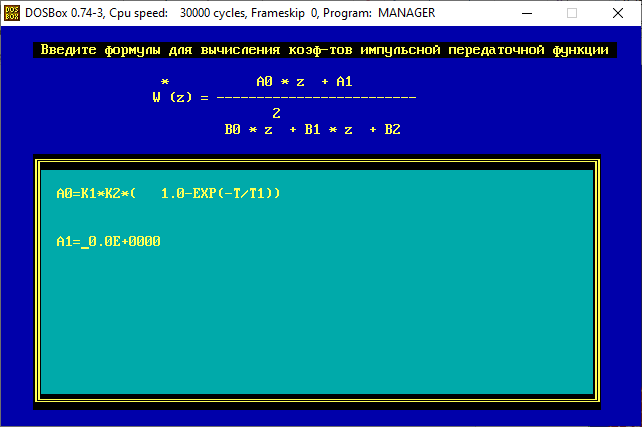 DOSBox 0.74-3, Cpu speed: 30000 cycles, Frameskip 0, Program: MANAGER
Введите формулы для вычисления коэф-тов импульсной передаточной функции
* A0 * z + A1
W (z) = -------------------------
2
B0 * z + B1 * z + B2
A0=K1*K2*( 1.0-EXP(-T/T1))
A1=_0.0E+0000